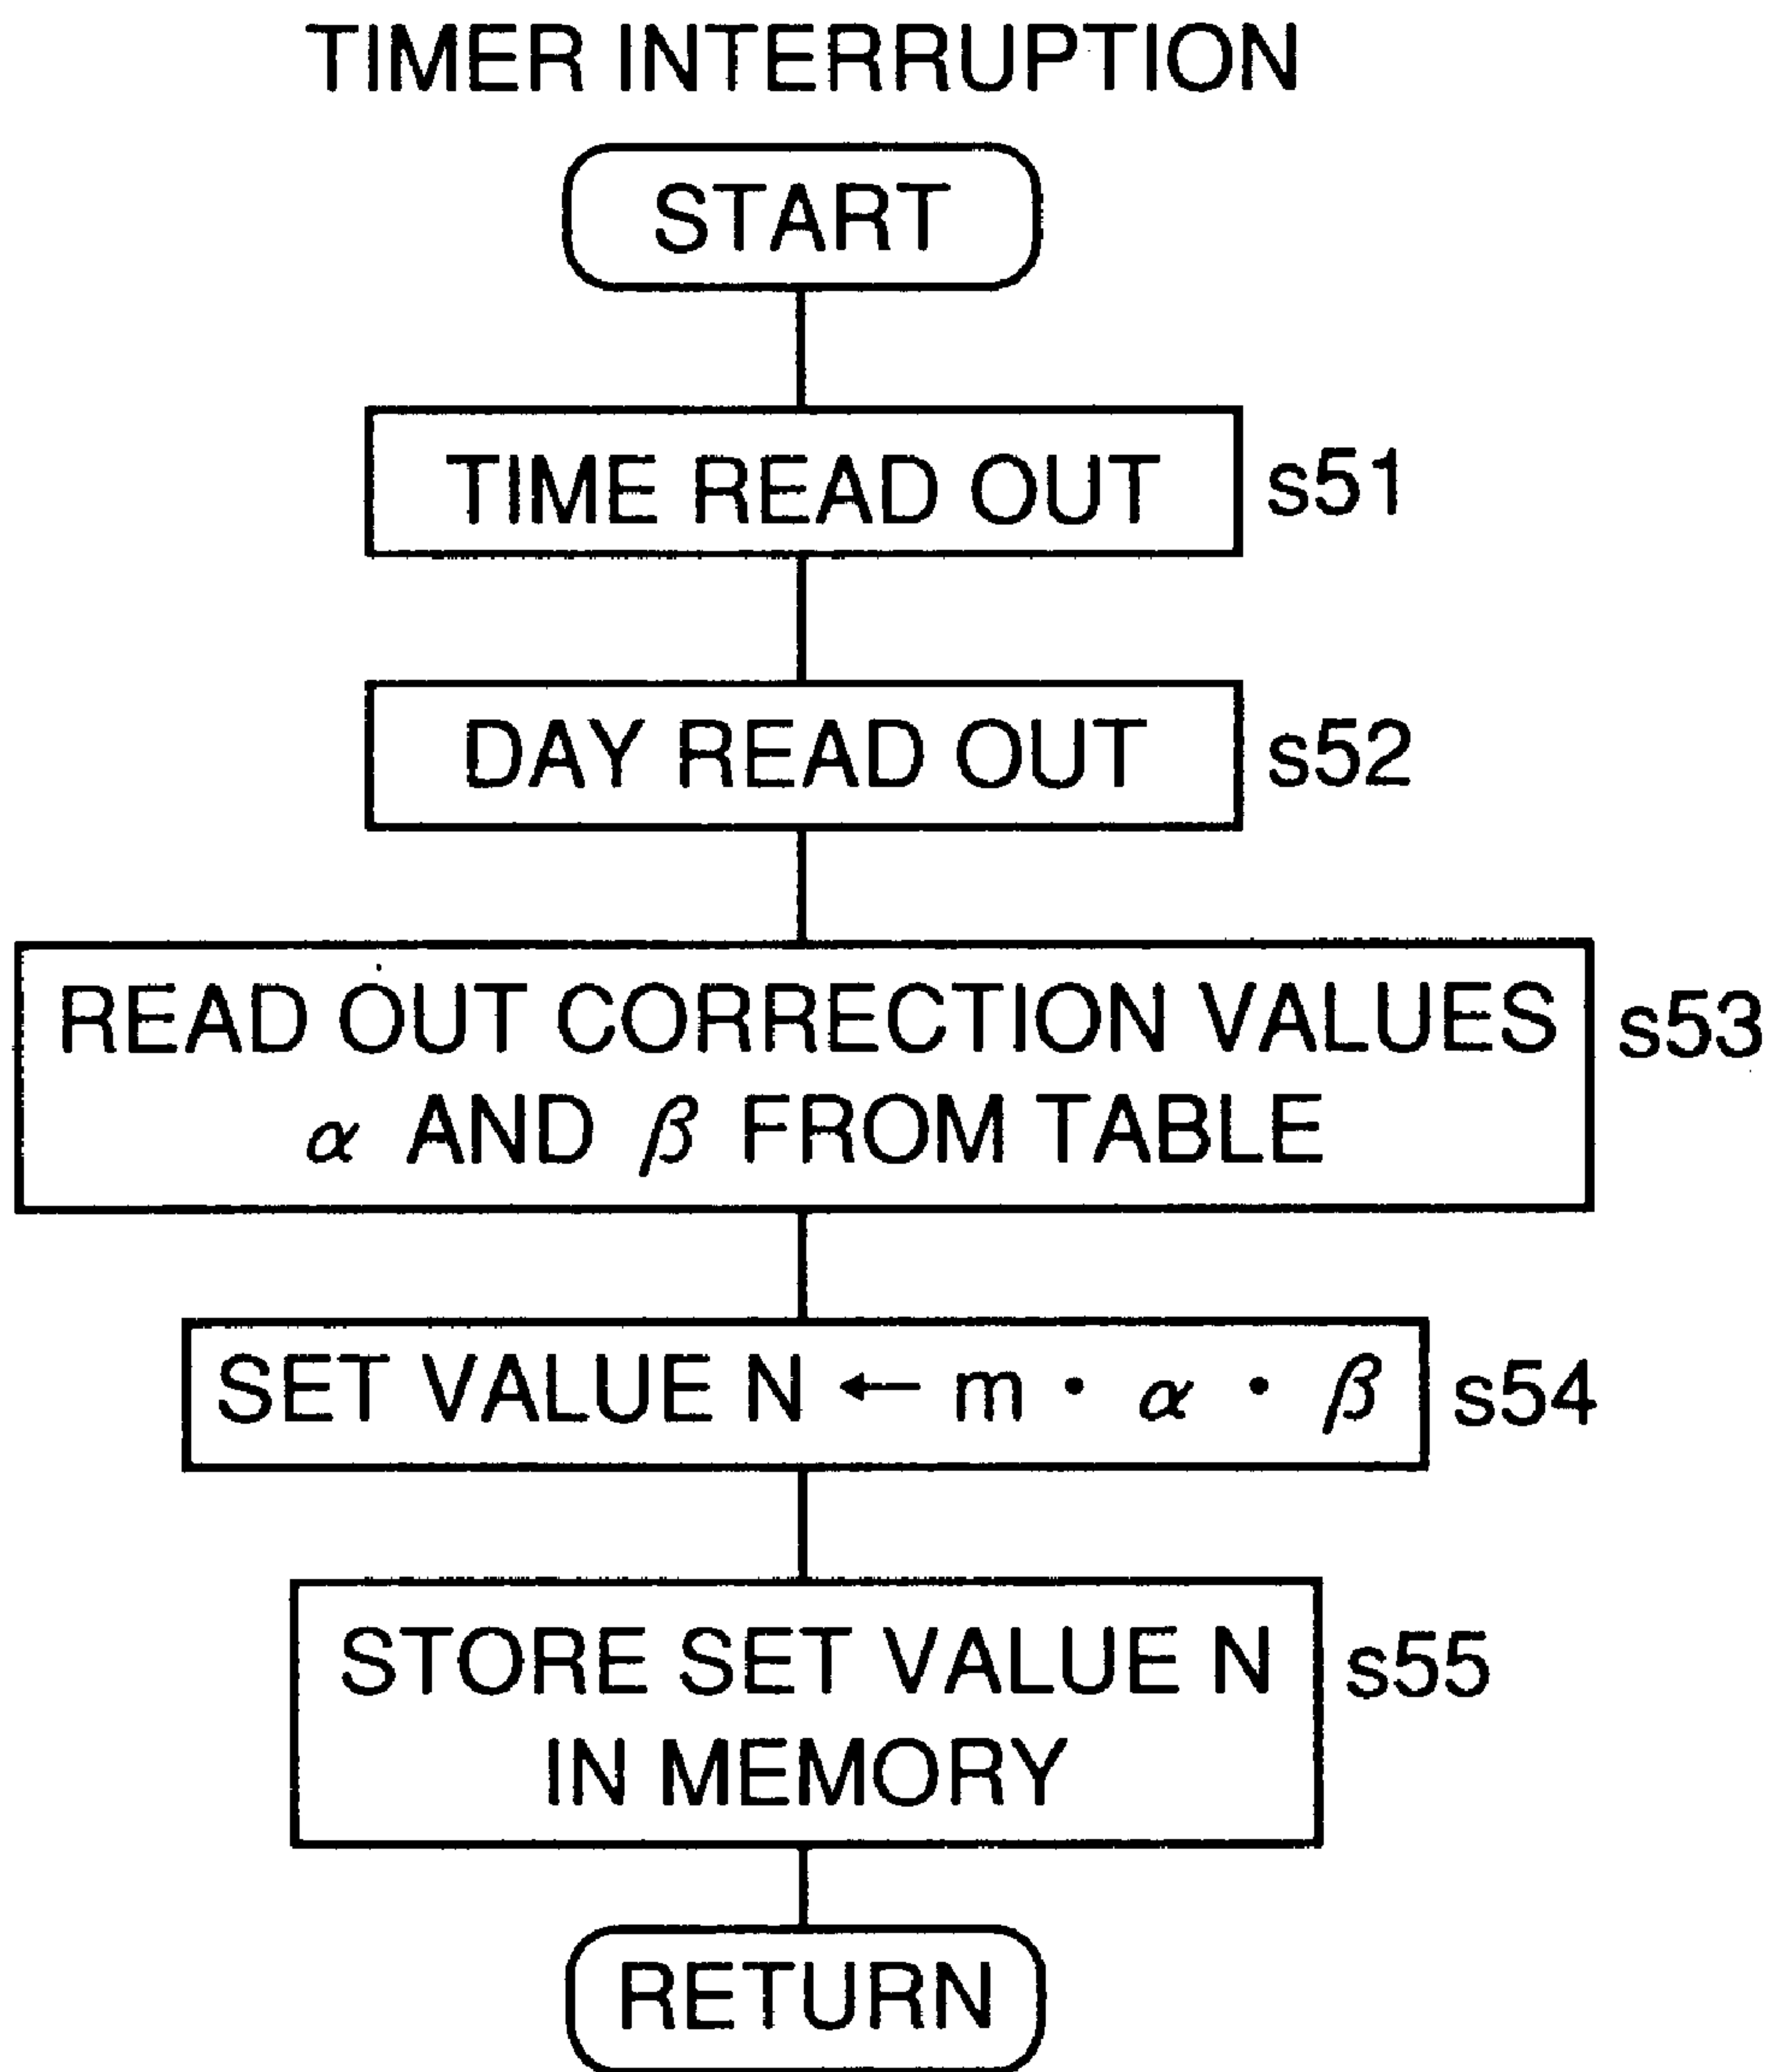 TIMER INTERRUPTION
START
TIME READ OUT s51
DAY READ OUT s52
READ OUT CORRECTION VALUES s53
α AND β FROM TABLE
SET VALUE N ← m · α · β s54
STORE SET VALUE N s55
IN MEMORY
RETURN